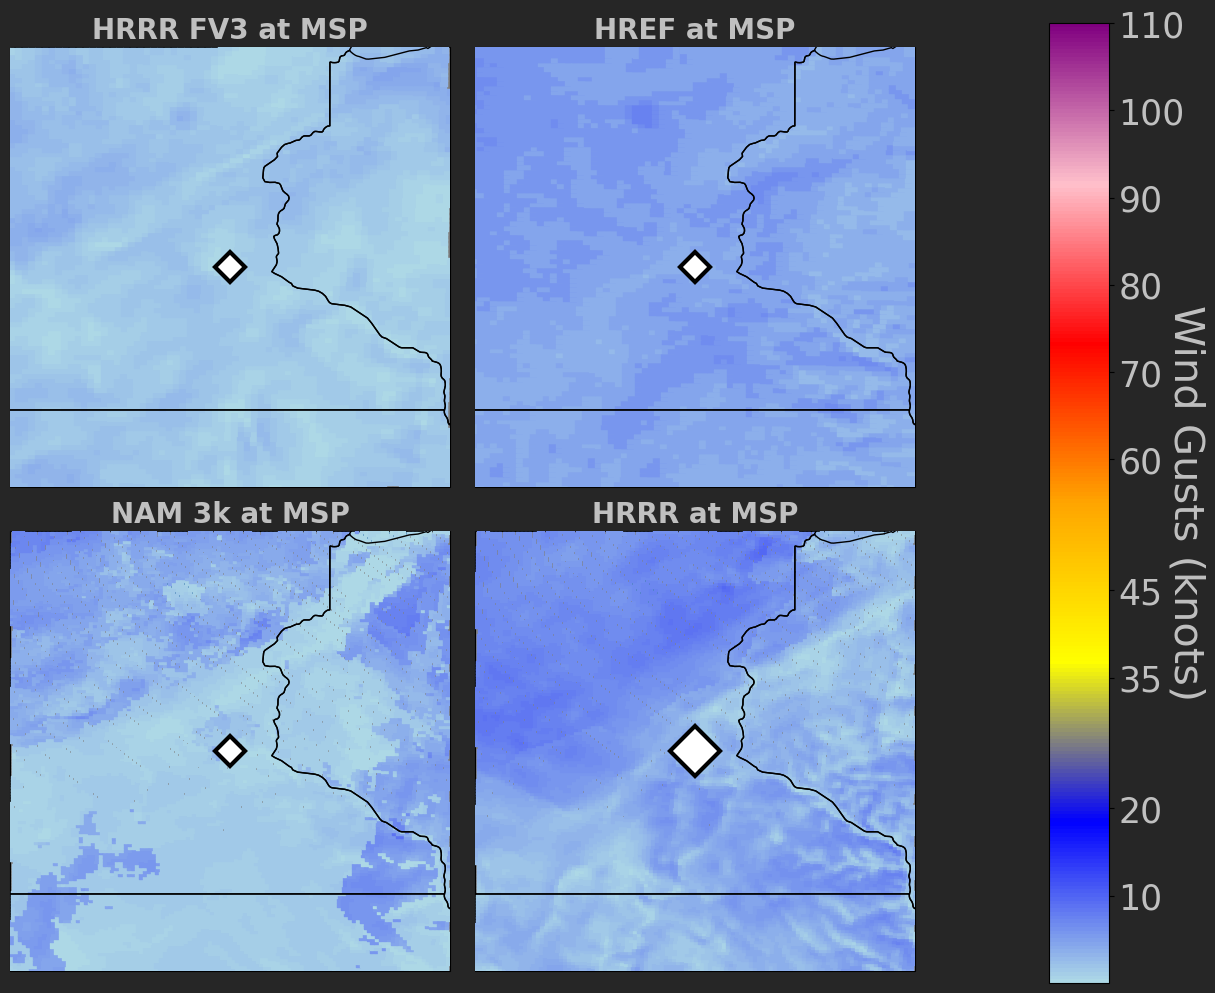 HRRR FV3 at MSP
HREF at MSP
NAM 3k at MSP
HRRR at MSP
110
100
90
80
70
60
45
35
20
10
Wind Gusts (knots)